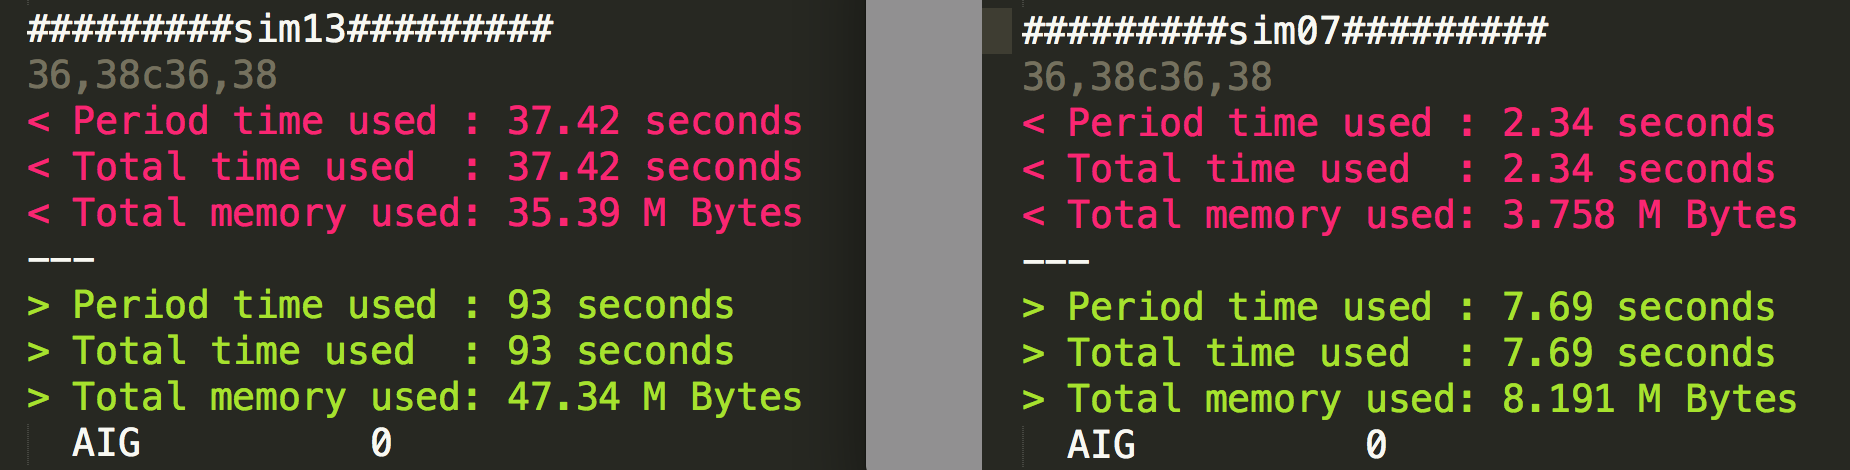 #########sim13#########
36,38c36,38
< Period time used : 37.42 seconds
< Total time used  : 37.42 seconds
< Total memory used: 35.39 M Bytes
---
> Period time used : 93 seconds
> Total time used  : 93 seconds
> Total memory used: 47.34 M Bytes
  AIG          0
#########sim07#########
36,38c36,38
< Period time used : 2.34 seconds
< Total time used  : 2.34 seconds
< Total memory used: 3.758 M Bytes
---
> Period time used : 7.69 seconds
> Total time used  : 7.69 seconds
> Total memory used: 8.191 M Bytes
  AIG          0